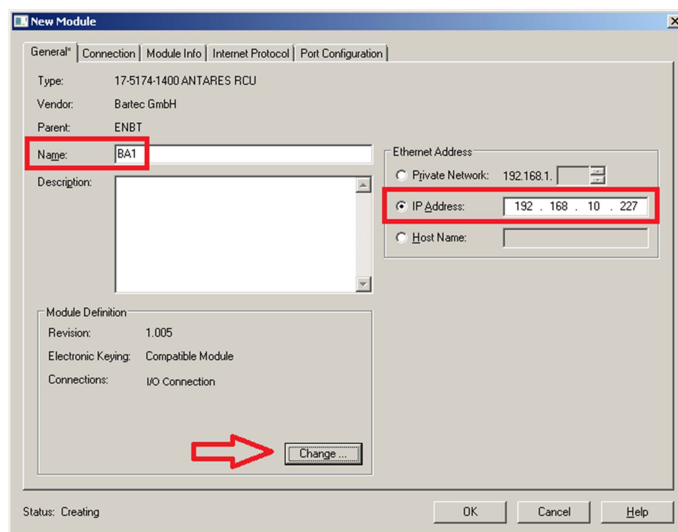 New Module
General* Connection Module Info Internet Protocol Port Configuration
Type: 17-5174-1400 ANTARES RCU
Vendor: Bartec GmbH
Parent: ENBT
Name: BA1
Description:
Ethernet Address
Private Network: 192.168.1.
IP Address: 192 . 168 . 10 . 227
Host Name:
Module Definition
Revision: 1.005
Electronic Keying: Compatible Module
Connections: I/O Connection
Change ...
Status: Creating
OK Cancel Help